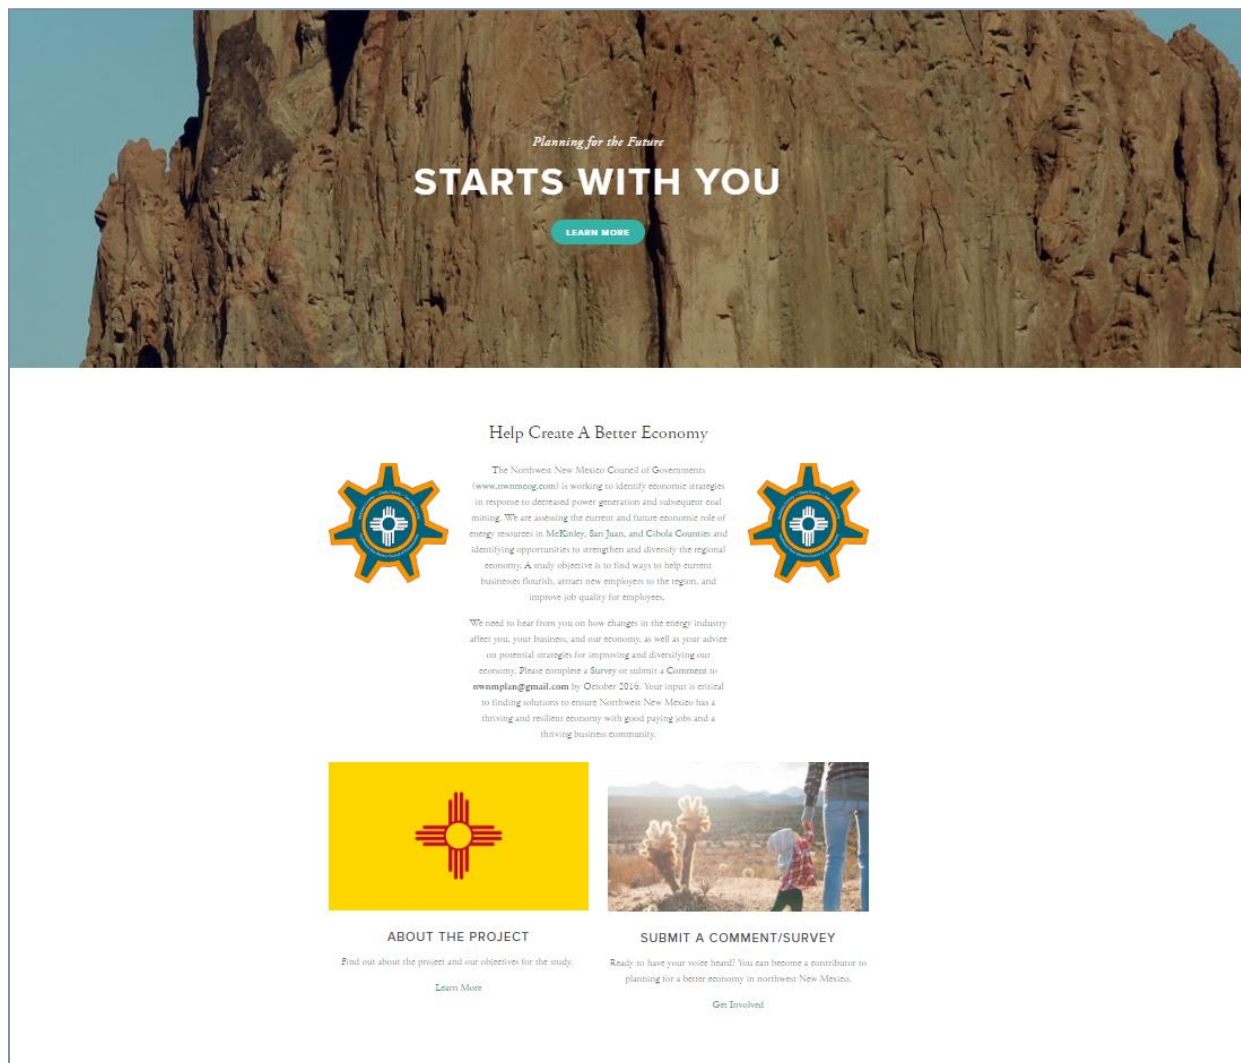 Planning for the Future
STARTS WITH YOU
LEARN MORE
Help Create A Better Economy
The Northwest New Mexico Council of Governments
(www.nwnmcog.com) is working to identify economic strategies
in response to decreased power generation and subsequent coal
mining. We are assessing the current and future economic role of
energy resources in McKinley, San Juan, and Cibola Counties and
identifying opportunities to strengthen and diversify the regional
economy. A study objective is to find ways to help current
businesses flourish, attract new employers to the region, and
improve job quality for employees.
We need to hear from you on how changes in the energy industry
affect you, your business, and our economy, as well as your advice
on potential strategies for improving and diversifying our
economy. Please complete a Survey or submit a Comment to
nwnmplan@gmail.com by October 2016. Your input is critical
to finding solutions to ensure Northwest New Mexico has a
thriving and resilient economy with good paying jobs and a
thriving business community.
ABOUT THE PROJECT
Find out about the project and our objectives for the study.
Learn More
SUBMIT A COMMENT/SURVEY
Ready to have your voice heard? You can become a contributor to
planning for a better economy in northwest New Mexico.
Get Involved